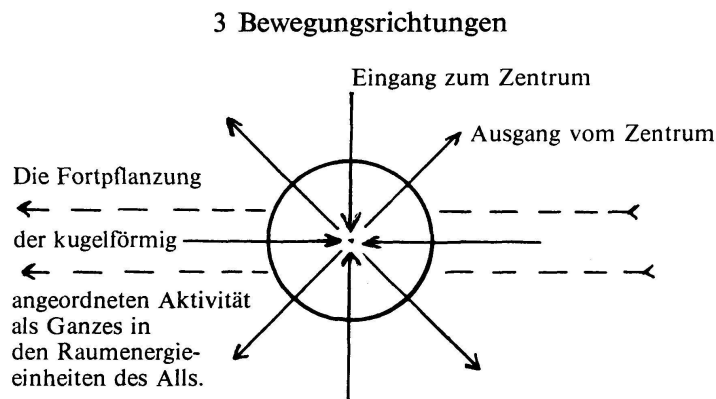 3 Bewegungsrichtungen
Eingang zum Zentrum
Ausgang vom Zentrum
Die Fortpflanzung
der kugelförmig
angeordneten Aktivität
als Ganzes in
den Raumenergie-
einheiten des Alls.